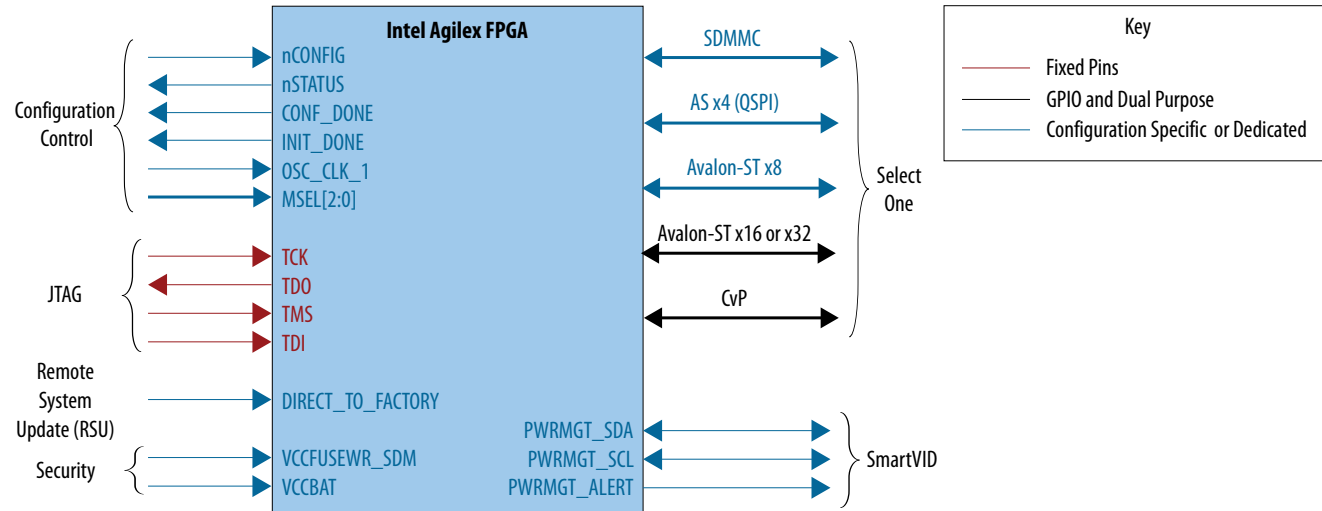 Intel Agilex FPGA
Configuration
Control
nCONFIG
nSTATUS
CONF_DONE
INIT_DONE
OSC_CLK_1
MSEL[2:0]
JTAG
TCK
TDO
TMS
TDI
Remote
System
Update (RSU)
DIRECT_TO_FACTORY
Security
VCCFUSEWR_SDM
VCCBAT
SDMMC
AS x4 (QSPI)
Avalon-ST x8
Avalon-ST x16 or x32
CvP
Select
One
PWRMGT_SDA
PWRMGT_SCL
PWRMGT_ALERT
SmartVID
Key
Fixed Pins
GPIO and Dual Purpose
Configuration Specific or Dedicated